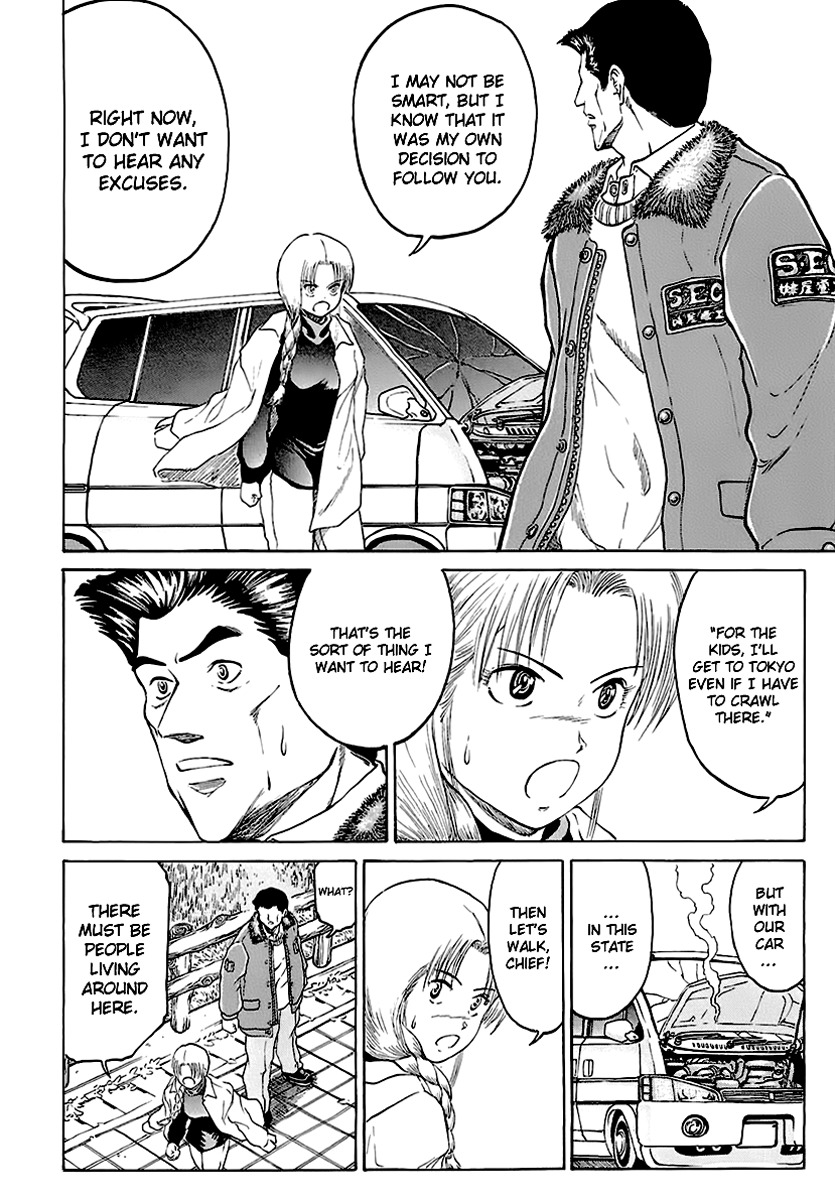 I MAY NOT BE
SMART, BUT I
KNOW THAT IT
WAS MY OWN
DECISION TO
FOLLOW YOU.
RIGHT NOW,
I DON'T WANT
TO HEAR ANY
EXCUSES.
SEC
SEC
"FOR THE
KIDS, I'LL
GET TO TOKYO
EVEN IF I HAVE
TO CRAWL
THERE."
THAT'S THE
SORT OF THING I
WANT TO HEAR!
BUT
WITH
OUR
CAR
...
...
IN THIS
STATE ...
THEN
LET'S
WALK,
CHIEF!
WHAT?
THERE
MUST BE
PEOPLE
LIVING
AROUND
HERE.